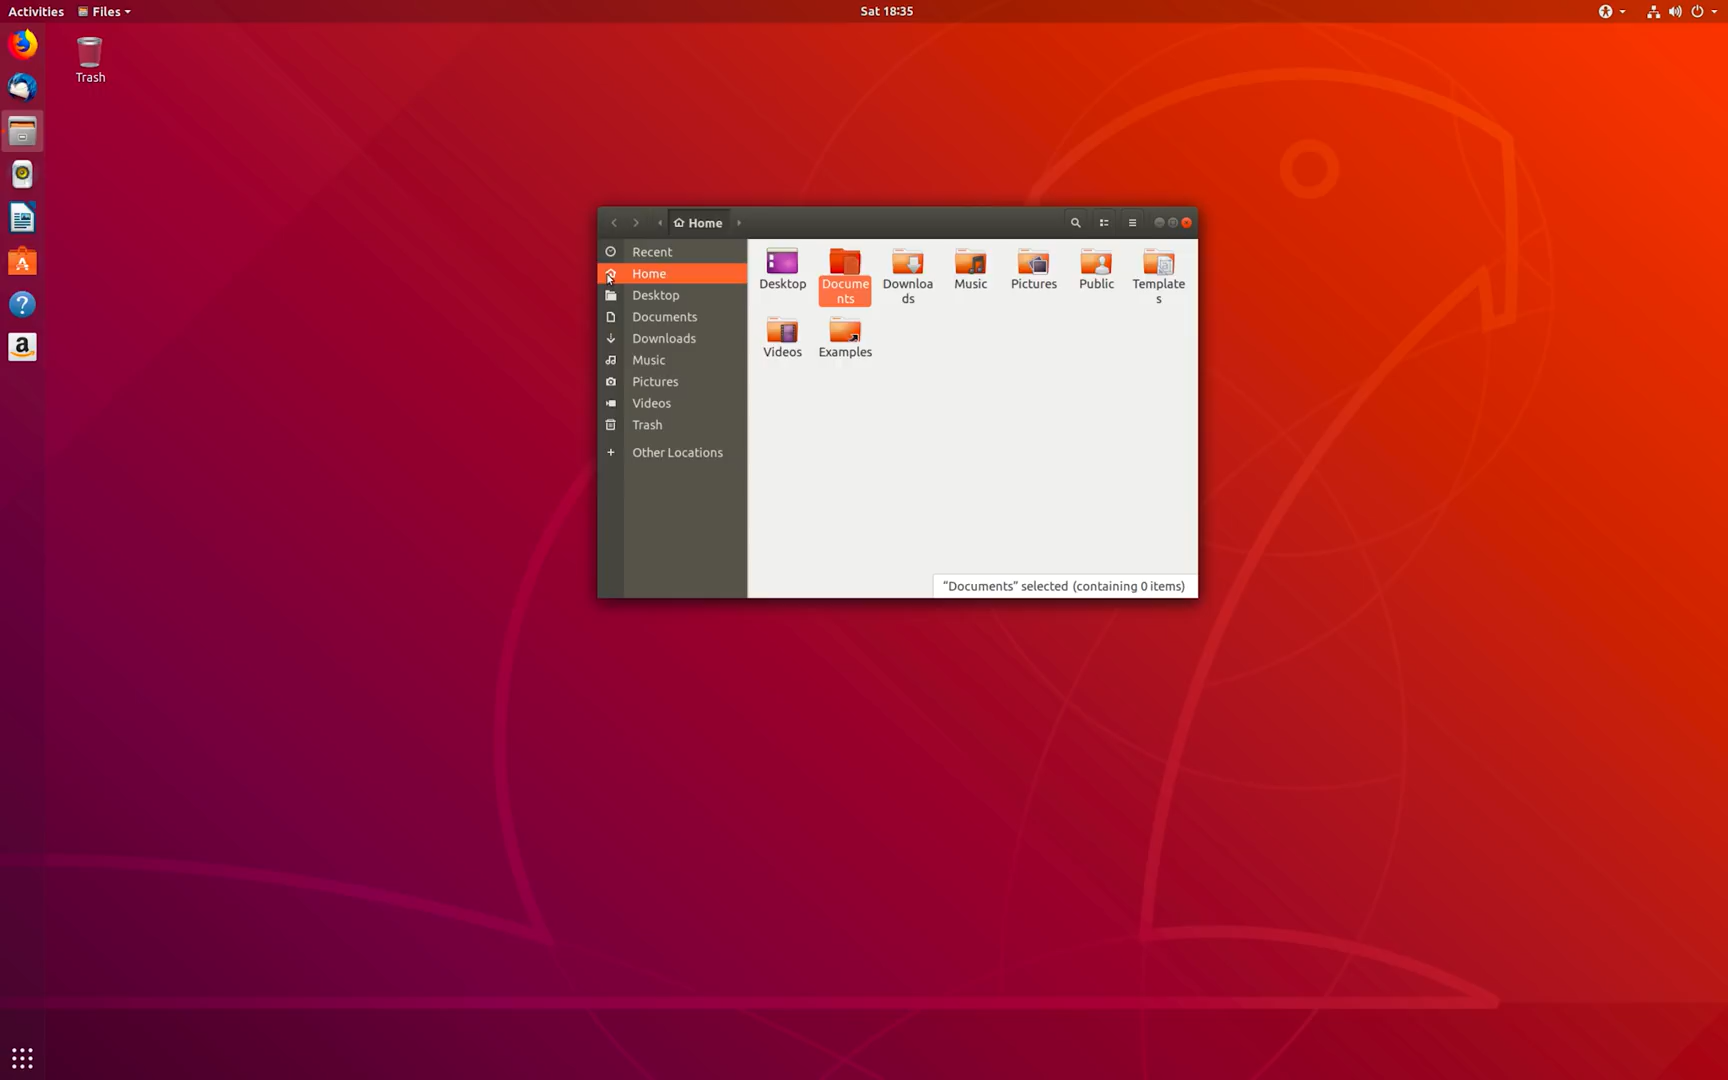 Activities Files Sat 18:35
Trash
Home
Recent
Home
Desktop
Documents
Downloads
Music
Pictures
Videos
Trash
Other Locations
Desktop Docume Downloa Music Pictures Public Template
nts ds s
Videos Examples
“Documents” selected (containing 0 items)